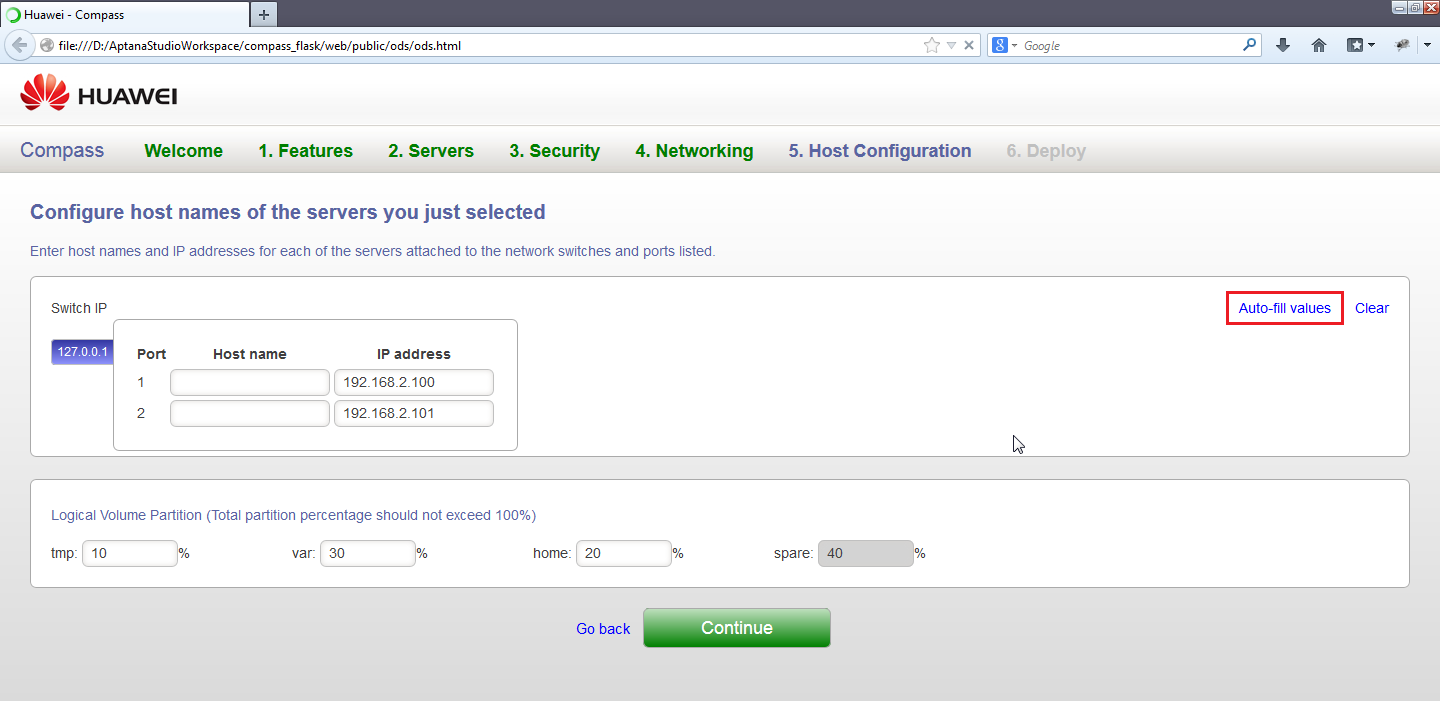 Huawei - Compass
file:///D:/AptanaStudioWorkspace/compass_flask/web/public/ods/ods.html
8 Google
HUAWEI
Compass Welcome 1. Features 2. Servers 3. Security 4. Networking 5. Host Configuration 6. Deploy
Configure host names of the servers you just selected
Enter host names and IP addresses for each of the servers attached to the network switches and ports listed.
Switch IP Auto-fill values Clear
127.0.0.1 Port Host name IP address
1 192.168.2.100
2 192.168.2.101
Logical Volume Partition (Total partition percentage should not exceed 100%)
tmp: 10 % var: 30 % home: 20 % spare: 40 %
Go back Continue